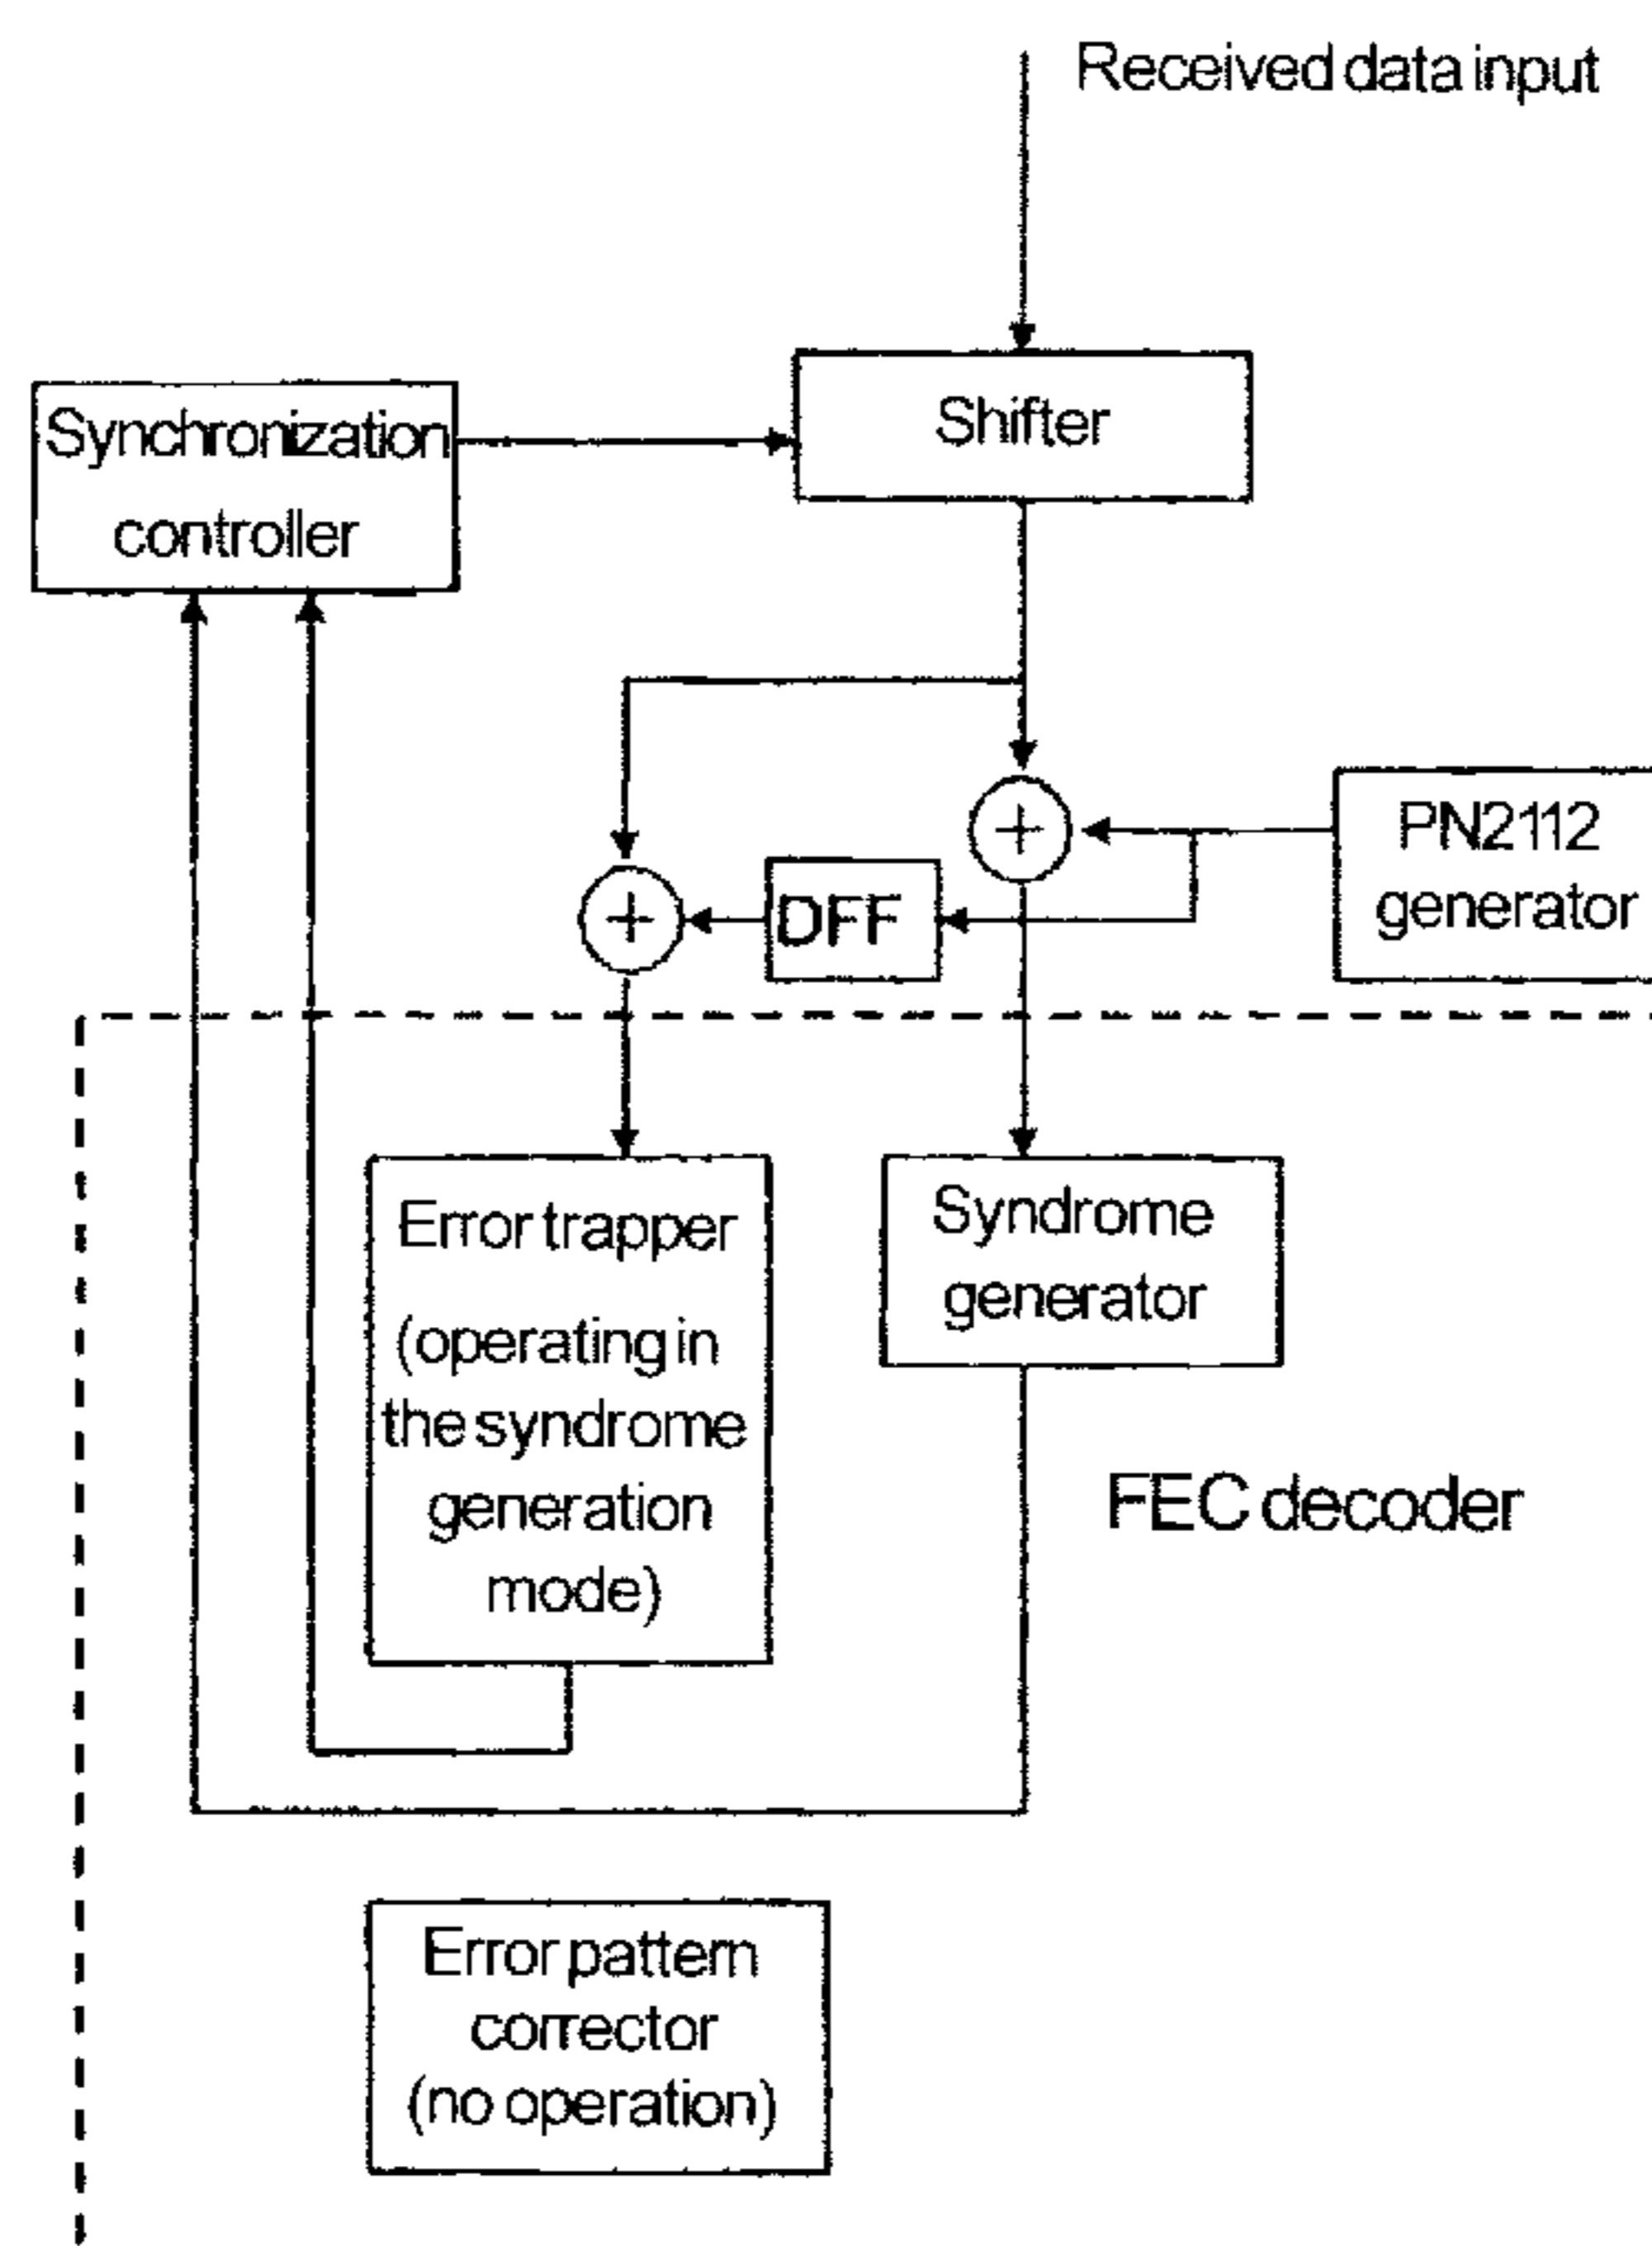 Received data input
Shifter
Synchronization
controller
PN2112
generator
DFF
Error trapper
(operating in
the syndrome
generation
mode)
Syndrome
generator
FEC decoder
Error pattern
corrector
(no operation)